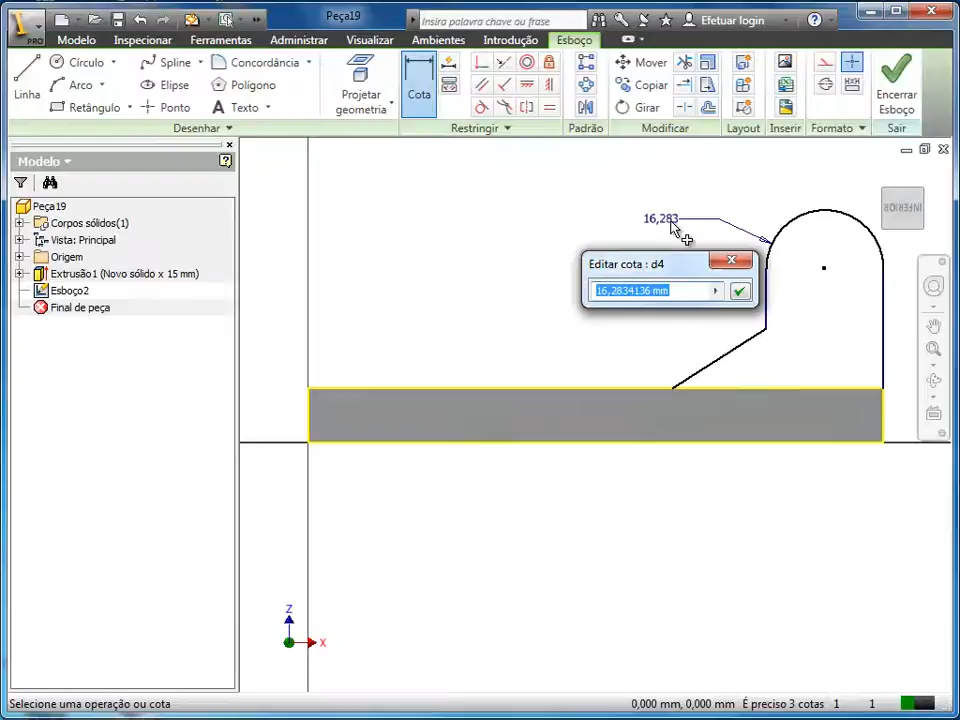 Peça19
Insira palavra chave ou frase
Efetuar login
PRO
Modelo
Inspecionar
Ferramentas
Administrar
Visualizar
Ambientes
Introdução
Esboço
Linha
Círculo
Arco
Retângulo
Spline
Elipse
Ponto
Concordância
Polígono
Texto
Projetar
geometria
Cota
Mover
Copiar
Girar
Encerrar
Esboço
Desenhar
Restringir
Padrão
Modificar
Layout
Inserir
Formato
Sair
Modelo
Peça19
Corpos sólidos(1)
Vista: Principal
Origem
Extrusão1 (Novo sólido x 15 mm)
Esboço2
Final de peça
16,283
INFERIOR
Editar cota : d4
16,2834136 mm
Z
X
Selecione uma operação ou cota
0,000 mm, 0,000 mm
É preciso 3 cotas
1
1